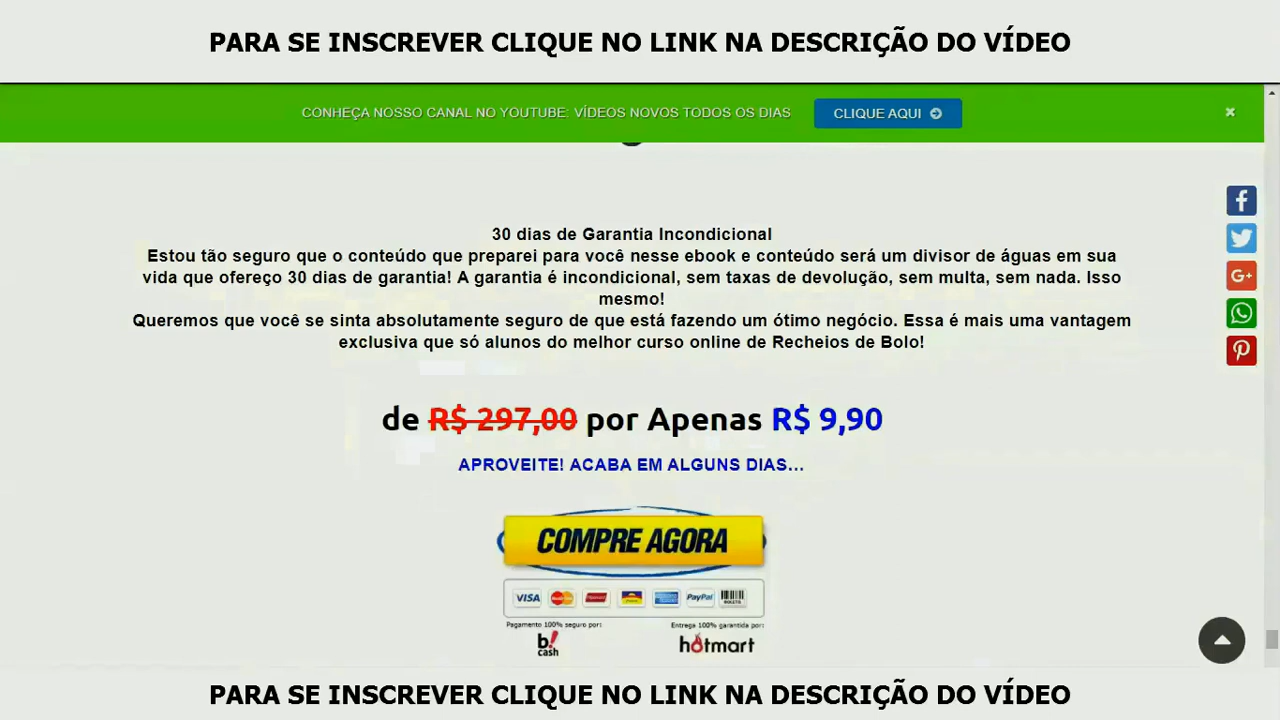 PARA SE INSCREVER CLIQUE NO LINK NA DESCRIÇÃO DO VÍDEO
CONHEÇA NOSSO CANAL NO YOUTUBE: VÍDEOS NOVOS TODOS OS DIAS
CLIQUE AQUI
30 dias de Garantia Incondicional
Estou tão seguro que o conteúdo que preparei para você nesse ebook e conteúdo será um divisor de águas em sua
vida que ofereço 30 dias de garantia! A garantia é incondicional, sem taxas de devolução, sem multa, sem nada. Isso
mesmo!
Queremos que você se sinta absolutamente seguro de que está fazendo um ótimo negócio. Essa é mais uma vantagem
exclusiva que só alunos do melhor curso online de Recheios de Bolo!
de R$ 297,00 por Apenas R$ 9,90
APROVEITE! ACABA EM ALGUNS DIAS...
COMPRE AGORA
VISA PayPal
Pagamento 100% seguro por: Entrega 100% garantida por:
b! cash hotmart
PARA SE INSCREVER CLIQUE NO LINK NA DESCRIÇÃO DO VÍDEO